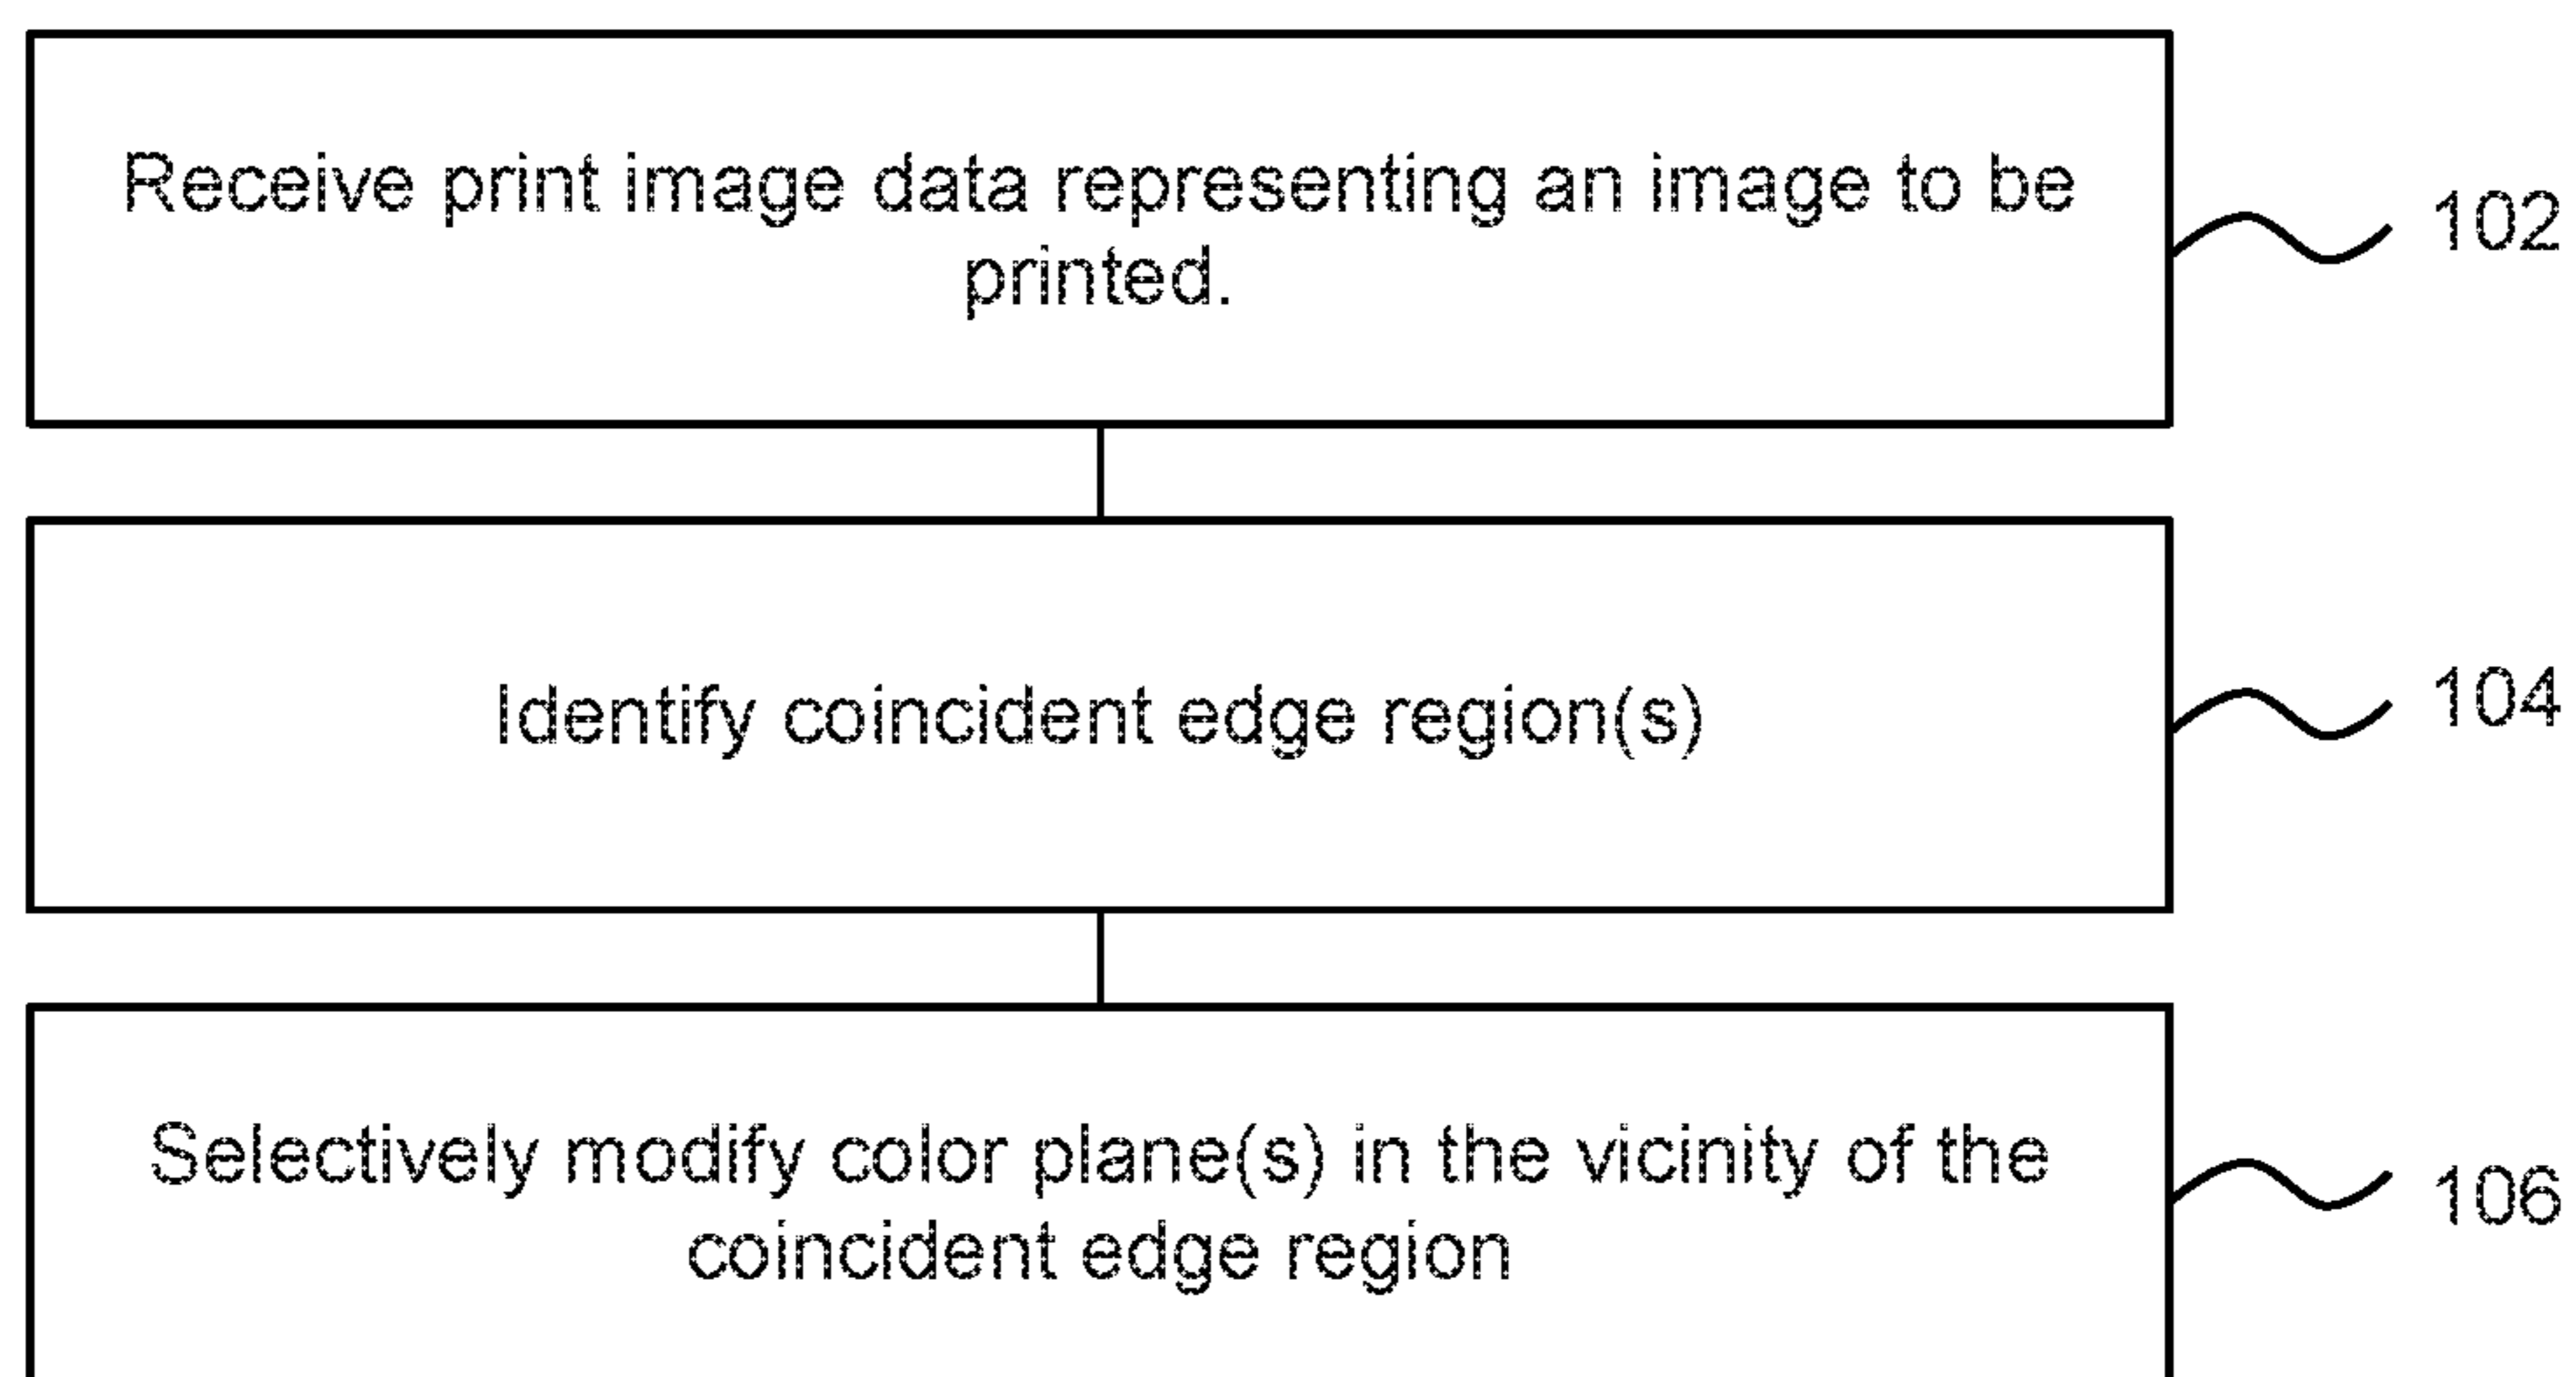 Receive print image data representing an image to be
printed.
102
Identify coincident edge region(s)
104
Selectively modify color plane(s) in the vicinity of the
coincident edge region
106